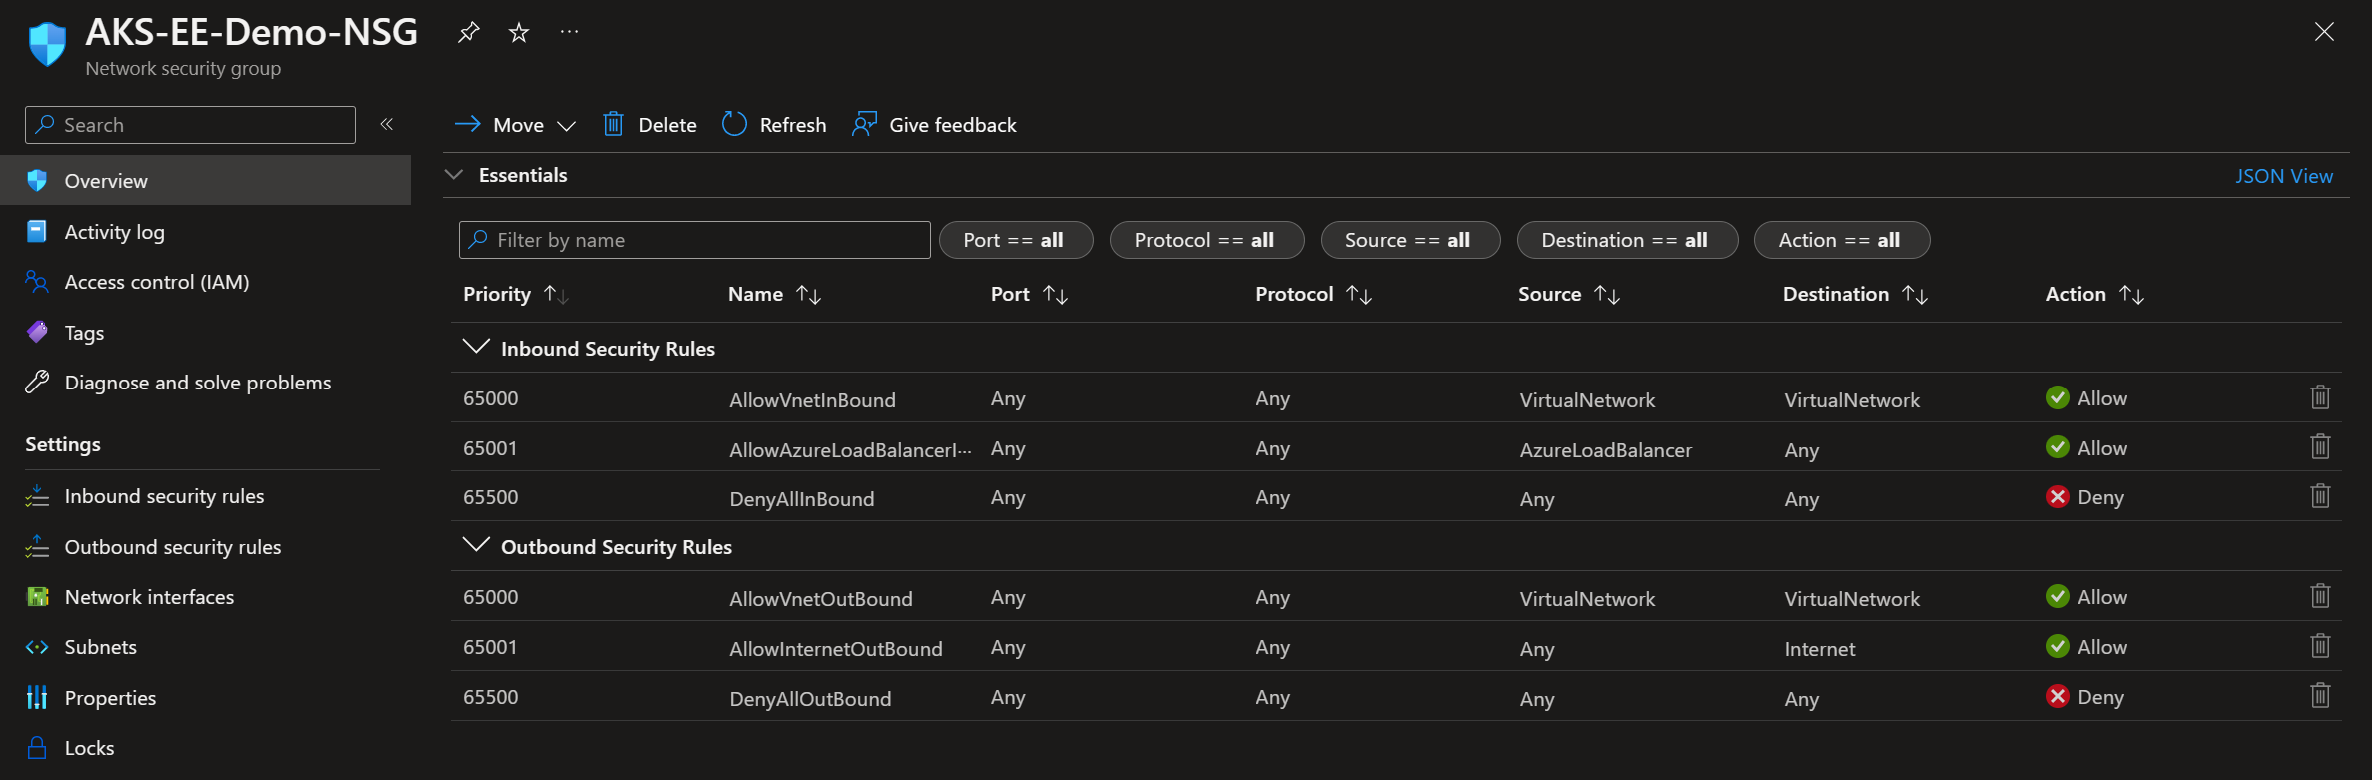 AKS-EE-Demo-NSG
Network security group
Search
Overview
Activity log
Access control (IAM)
Tags
Diagnose and solve problems
Settings
Inbound security rules
Outbound security rules
Network interfaces
Subnets
Properties
Locks
Move Delete Refresh Give feedback
Essentials JSON View
Filter by name Port == all Protocol == all Source == all Destination == all Action == all
Priority Name Port Protocol Source Destination Action
Inbound Security Rules
65000 AllowVnetInBound Any Any VirtualNetwork VirtualNetwork Allow
65001 AllowAzureLoadBalancerI... Any Any AzureLoadBalancer Any Allow
65500 DenyAllInBound Any Any Any Any Deny
Outbound Security Rules
65000 AllowVnetOutBound Any Any VirtualNetwork VirtualNetwork Allow
65001 AllowInternetOutBound Any Any Any Internet Allow
65500 DenyAllOutBound Any Any Any Any Deny